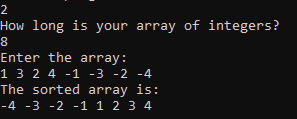 2
How long is your array of integers?
8
Enter the array:
1 3 2 4 -1 -3 -2 -4
The sorted array is:
-4 -3 -2 -1 1 2 3 4